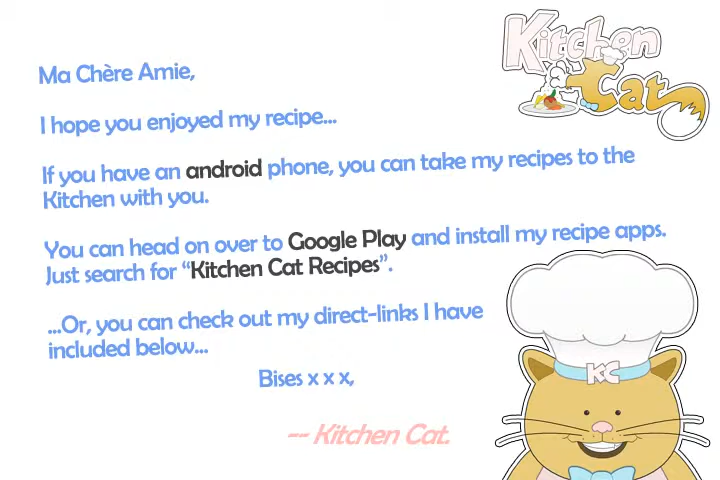 Kitchen
Cat
Ma Chère Amie,
I hope you enjoyed my recipe...
If you have an android phone, you can take my recipes to the
Kitchen with you.
You can head on over to Google Play and install my recipe apps.
Just search for “Kitchen Cat Recipes”.
...Or, you can check out my direct-links I have
included below...
Bises x x x,
-- Kitchen Cat.
KC